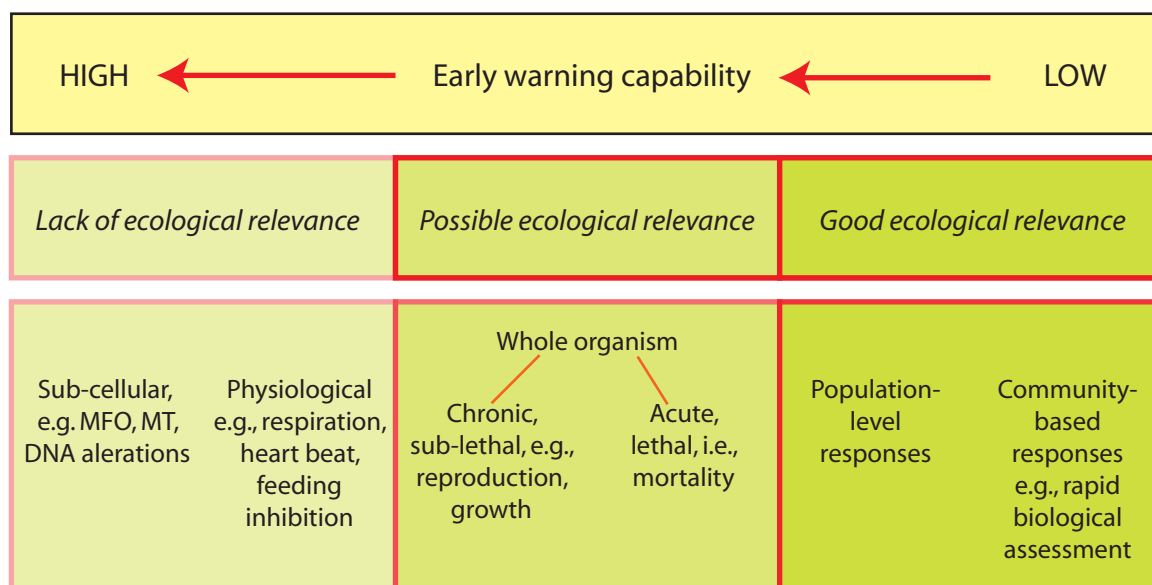 HIGH Early warning capability LOW
Lack of ecological relevance
Possible ecological relevance
Good ecological relevance
Sub-cellular,
e.g. MFO, MT,
DNA alerations
Physiological
e.g., respiration,
heart beat,
feeding
inhibition
Whole organism
Chronic,
sub-lethal, e.g.,
reproduction,
growth
Acute,
lethal, i.e.,
mortality
Population-
level
responses
Community-
based
responses
e.g., rapid
biological
assessment